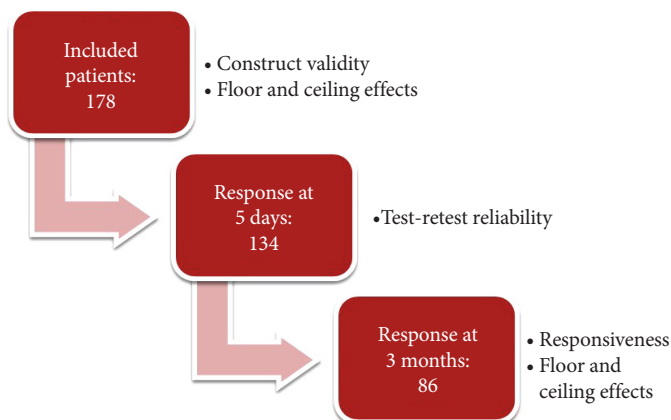 Included
patients:
178
• Construct validity
• Floor and ceiling effects
Response at
5 days:
134
•Test-retest reliability
Response at
3 months:
86
• Responsiveness
• Floor and
ceiling effects